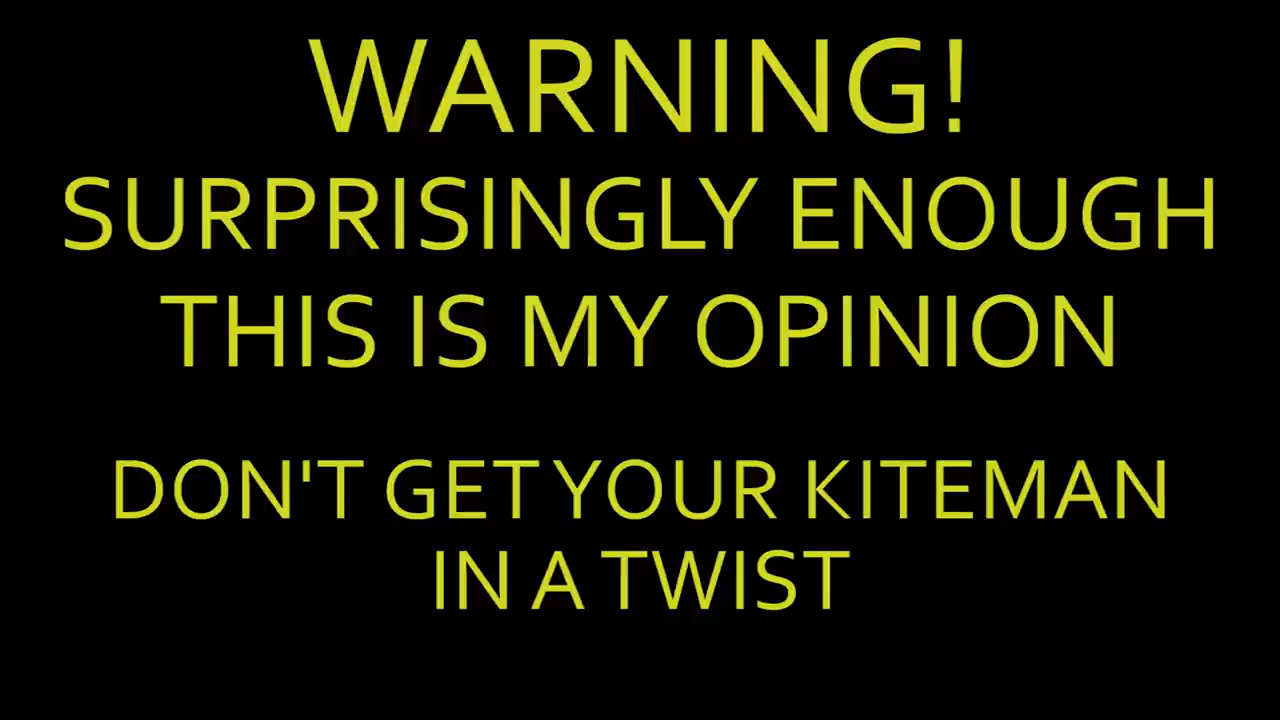 WARNING!
SURPRISINGLY ENOUGH
THIS IS MY OPINION
DON'T GET YOUR KITEMAN
IN A TWIST